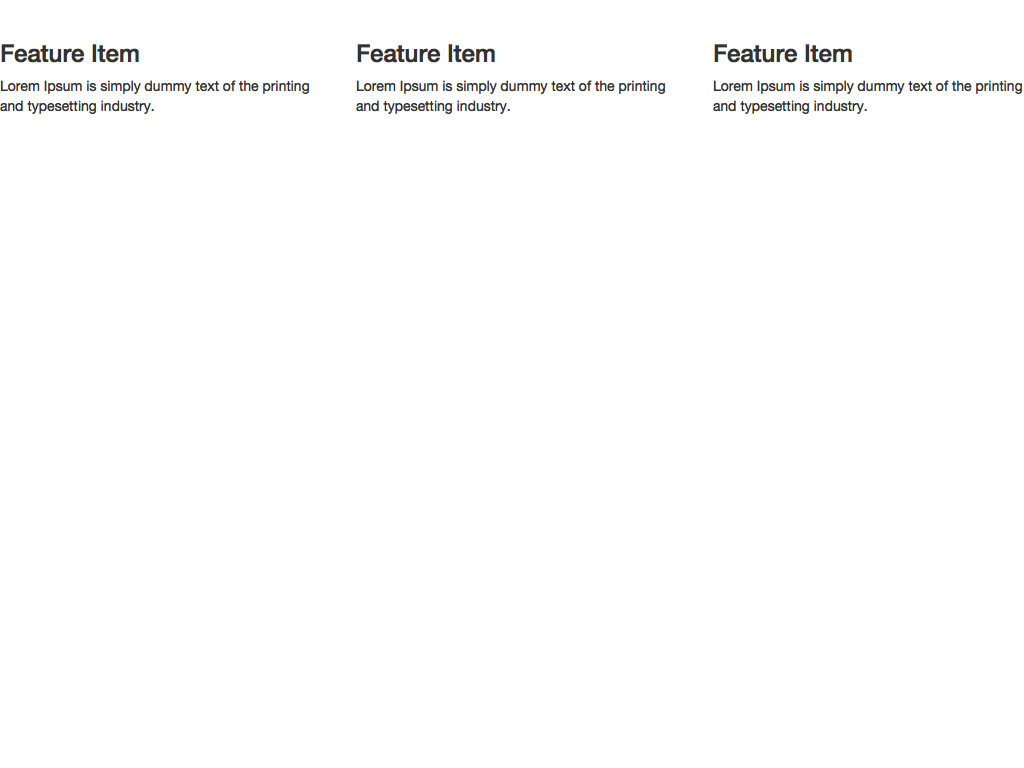 Feature Item
Lorem Ipsum is simply dummy text of the printing
and typesetting industry.
Feature Item
Lorem Ipsum is simply dummy text of the printing
and typesetting industry.
Feature Item
Lorem Ipsum is simply dummy text of the printing
and typesetting industry.